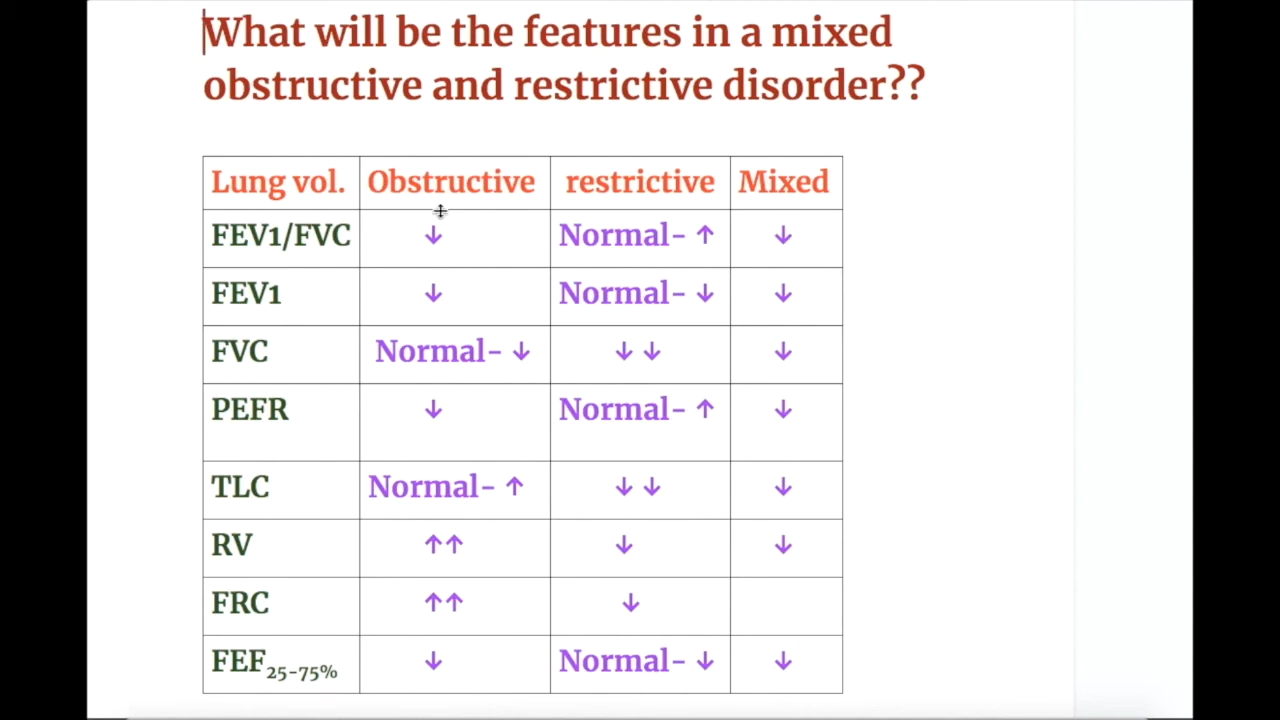 What will be the features in a mixed
obstructive and restrictive disorder??
Lung vol. Obstructive restrictive Mixed
FEV1/FVC ↓ Normal- ↑ ↓
FEV1 ↓ Normal- ↓ ↓
FVC Normal- ↓ ↓ ↓ ↓
PEFR ↓ Normal- ↑ ↓
TLC Normal- ↑ ↓ ↓ ↓
RV ↑↑ ↓ ↓
FRC ↑↑ ↓
FEF25-75% ↓ Normal- ↓ ↓